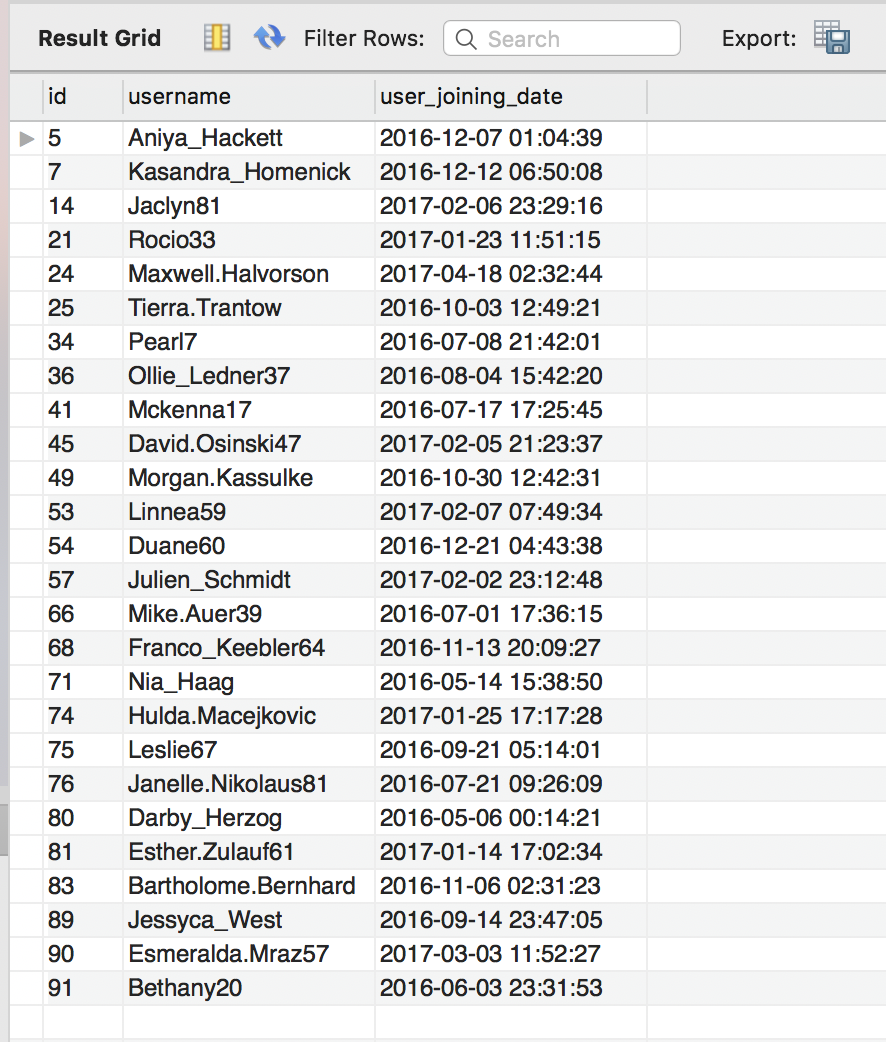 Result Grid Filter Rows: Search Export:
id username user_joining_date
5 Aniya_Hackett 2016-12-07 01:04:39
7 Kasandra_Homenick 2016-12-12 06:50:08
14 Jaclyn81 2017-02-06 23:29:16
21 Rocio33 2017-01-23 11:51:15
24 Maxwell.Halvorson 2017-04-18 02:32:44
25 Tierra.Trantow 2016-10-03 12:49:21
34 Pearl7 2016-07-08 21:42:01
36 Ollie_Ledner37 2016-08-04 15:42:20
41 Mckenna17 2016-07-17 17:25:45
45 David.Osinski47 2017-02-05 21:23:37
49 Morgan.Kassulke 2016-10-30 12:42:31
53 Linnea59 2017-02-07 07:49:34
54 Duane60 2016-12-21 04:43:38
57 Julien_Schmidt 2017-02-02 23:12:48
66 Mike.Auer39 2016-07-01 17:36:15
68 Franco_Keebler64 2016-11-13 20:09:27
71 Nia_Haag 2016-05-14 15:38:50
74 Hulda.Macejkovic 2017-01-25 17:17:28
75 Leslie67 2016-09-21 05:14:01
76 Janelle.Nikolaus81 2016-07-21 09:26:09
80 Darby_Herzog 2016-05-06 00:14:21
81 Esther.Zulauf61 2017-01-14 17:02:34
83 Bartholome.Bernhard 2016-11-06 02:31:23
89 Jessyca_West 2016-09-14 23:47:05
90 Esmeralda.Mraz57 2017-03-03 11:52:27
91 Bethany20 2016-06-03 23:31:53